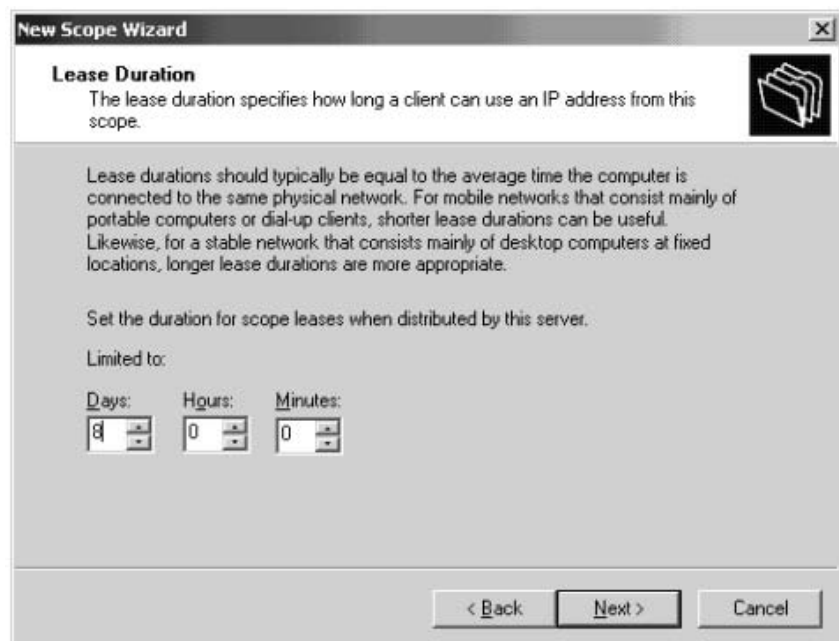 New Scope Wizard
Lease Duration
The lease duration specifies how long a client can use an IP address from this
scope.
Lease durations should typically be equal to the average time the computer is
connected to the same physical network. For mobile networks that consist mainly of
portable computers or dial-up clients, shorter lease durations can be useful.
Likewise, for a stable network that consists mainly of desktop computers at fixed
locations, longer lease durations are more appropriate.
Set the duration for scope leases when distributed by this server.
Limited to:
Days: Hours: Minutes:
8 0 0
< Back Next > Cancel